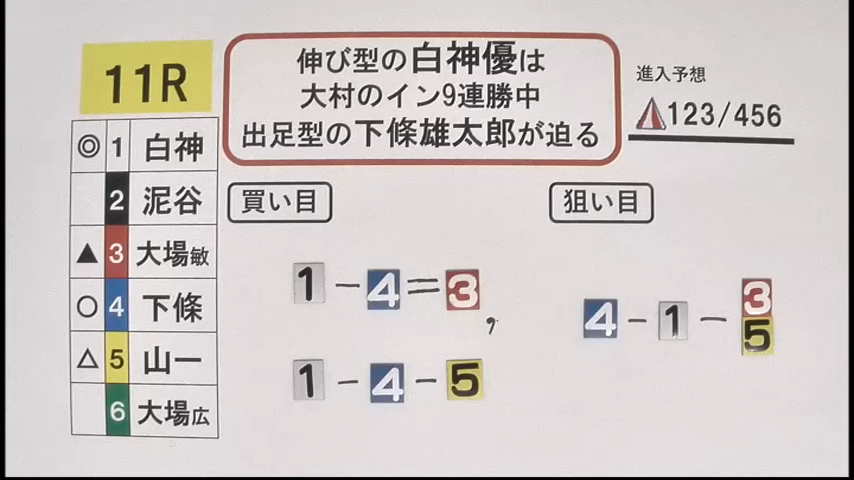 11R
伸び型の白神優は
大村のイン9連勝中
出足型の下條雄太郎が迫る
進入予想
123/456
◎ 1 白神
2 泥谷
▲ 3 大場敏
○ 4 下條
△ 5 山一
6 大場広
買い目
1-4=3,
1-4-5
狙い目
4-1-3
5